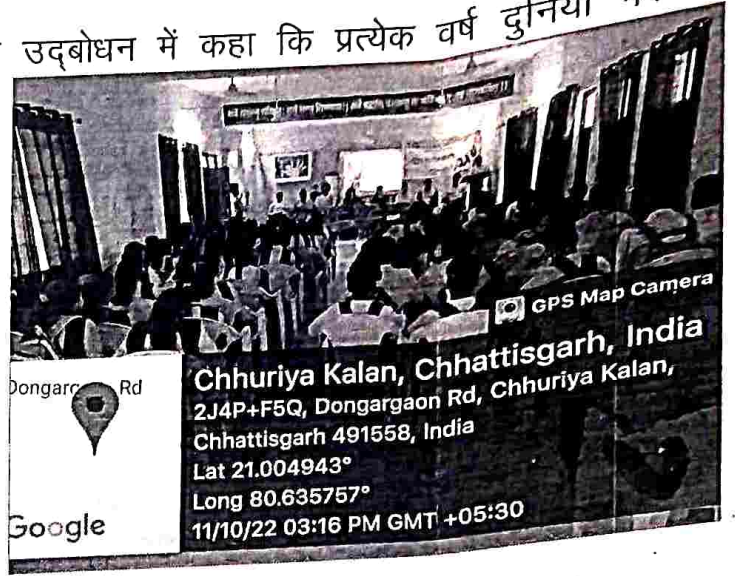 उद्‌बोधन में कहा कि प्रत्येक वर्ष दुनिया
GPS Map Camera
Chhuriya Kalan, Chhattisgarh, India
2J4P+F5Q, Dongargaon Rd, Chhuriya Kalan,
Chhattisgarh 491558, India
Lat 21.004943°
Long 80.635757°
11/10/22 03:16 PM GMT +05:30
Rd
Google